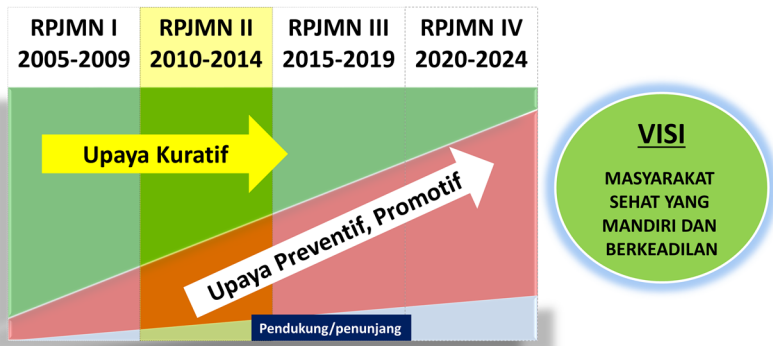 RPJMN I
2005-2009
RPJMN II
2010-2014
RPJMN III
2015-2019
RPJMN IV
2020-2024
Upaya Kuratif
Upaya Preventif, Promotif
Pendukung/penunjang
VISI
MASYARAKAT
SEHAT YANG
MANDIRI DAN
BERKEADILAN